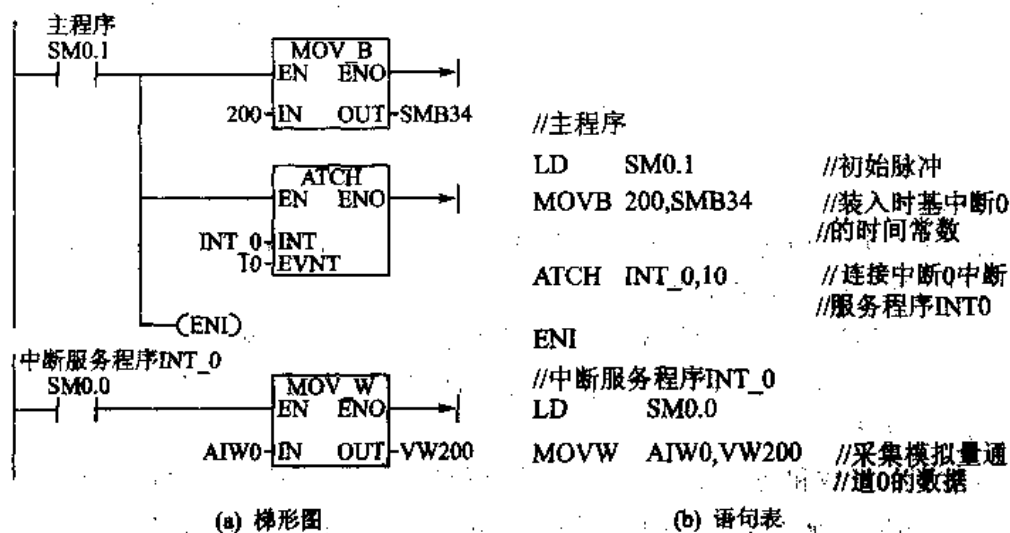 主程序
SM0.1
MOV_B
EN ENO
200 IN OUT SMB34
ATCH
EN ENO
INT_0 INT
10 EVNT
(ENI)
中断服务程序INT_0
SM0.0
MOV_W
EN ENO
AIW0 IN OUT VW200
(a) 梯形图
//主程序
LD SM0.1 //初始脉冲
MOVB 200,SMB34 //装入时基中断0
//的时间常数
ATCH INT_0,10 //连接中断0中断
//服务程序INT0
ENI
//中断服务程序INT_0
LD SM0.0
MOVW AIW0,VW200 //采集模拟量通
//道0的数据
(b) 语句表